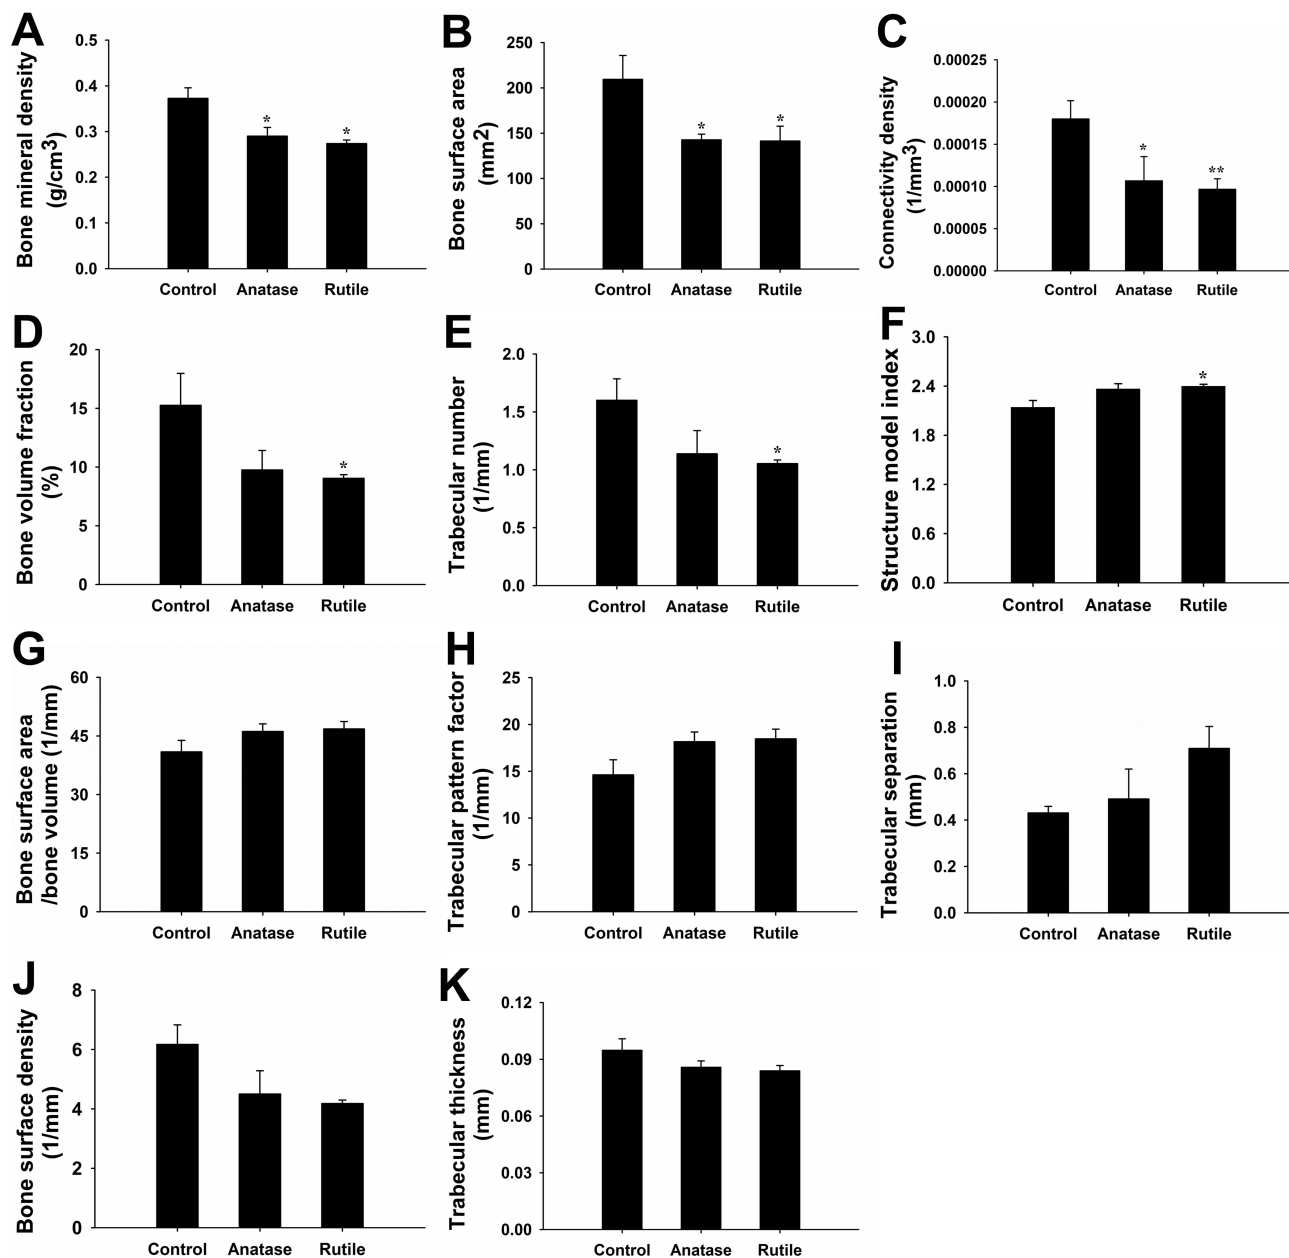 A
Bone mineral density
(g/cm3)
0.5
0.4
0.3
0.2
0.1
0.0
*
*
Control Anatase Rutile
B
Bone surface area
(mm2)
250
200
150
100
50
0
*
*
Control Anatase Rutile
C
Connectivity density
(1/mm3)
0.00025
0.00020
0.00015
0.00010
0.00005
0.00000
*
**
Control Anatase Rutile
D
Bone volume fraction
(%)
20
15
10
5
0
*
Control Anatase Rutile
E
Trabecular number
(1/mm)
2.0
1.5
1.0
0.5
0.0
*
Control Anatase Rutile
F
Structure model index
3.0
2.4
1.8
1.2
0.6
0.0
*
Control Anatase Rutile
G
Bone surface area
/bone volume (1/mm)
60
45
30
15
0
Control Anatase Rutile
H
Trabecular pattern factor
(1/mm)
25
20
15
10
5
0
Control Anatase Rutile
I
Trabecular separation
(mm)
1.0
0.8
0.6
0.4
0.2
0.0
Control Anatase Rutile
J
Bone surface density
(1/mm)
8
6
4
2
0
Control Anatase Rutile
K
Trabecular thickness
(mm)
0.12
0.09
0.06
0.03
0.00
Control Anatase Rutile